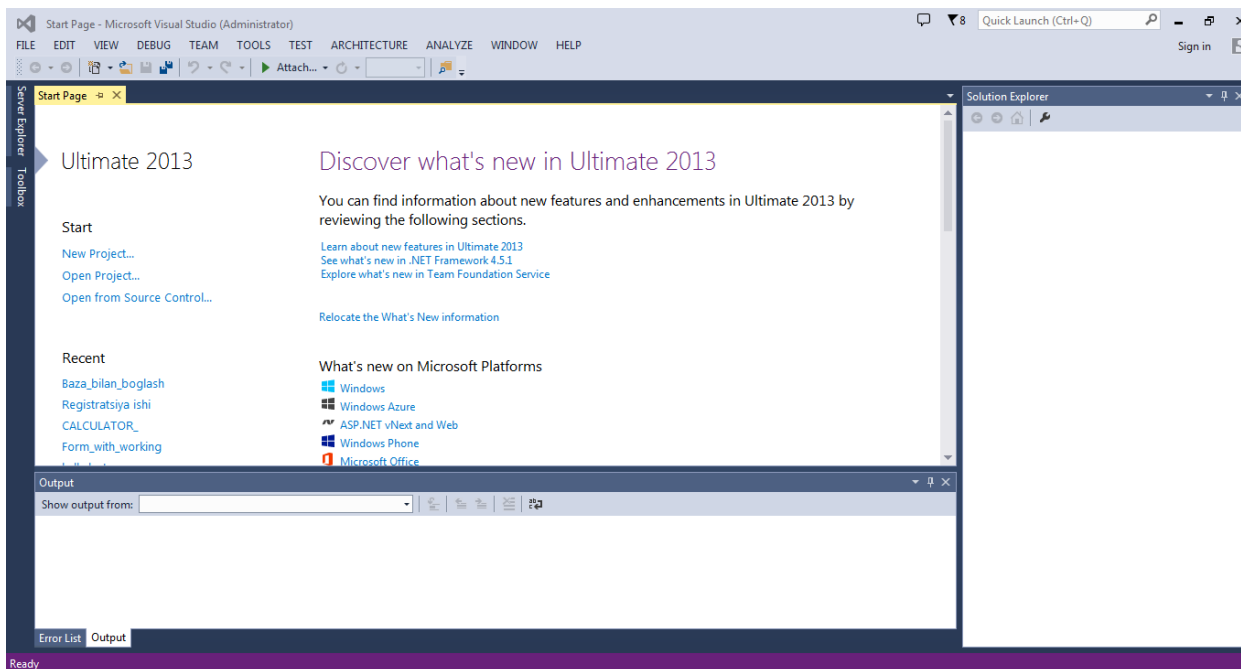 Start Page - Microsoft Visual Studio (Administrator)
8
Quick Launch (Ctrl+Q)
FILE EDIT VIEW DEBUG TEAM TOOLS TEST ARCHITECTURE ANALYZE WINDOW HELP
Sign in
Attach...
Server Explorer
Toolbox
Start Page
Ultimate 2013
Start
New Project...
Open Project...
Open from Source Control...
Recent
Baza_bilan_boglash
Registratsiya ishi
CALCULATOR_
Form_with_working
Discover what's new in Ultimate 2013
You can find information about new features and enhancements in Ultimate 2013 by
reviewing the following sections.
Learn about new features in Ultimate 2013
See what's new in .NET Framework 4.5.1
Explore what's new in Team Foundation Service
Relocate the What's New information
What's new on Microsoft Platforms
Windows
Windows Azure
ASP.NET vNext and Web
Windows Phone
Microsoft Office
Solution Explorer
Output
Show output from:
Error List Output
Ready